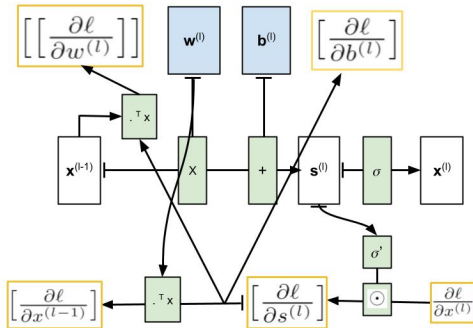 [[∂ℓ/∂w^(l)]]
w^(l)
b^(l)
[∂ℓ/∂b^(l)]
.ᵀ x
x^(l-1)
X
+
s^(l)
σ
x^(l)
σ'
[∂ℓ/∂x^(l−1)]
.ᵀ x
[∂ℓ/∂s^(l)]
⊙
[∂ℓ/∂x^(l)]